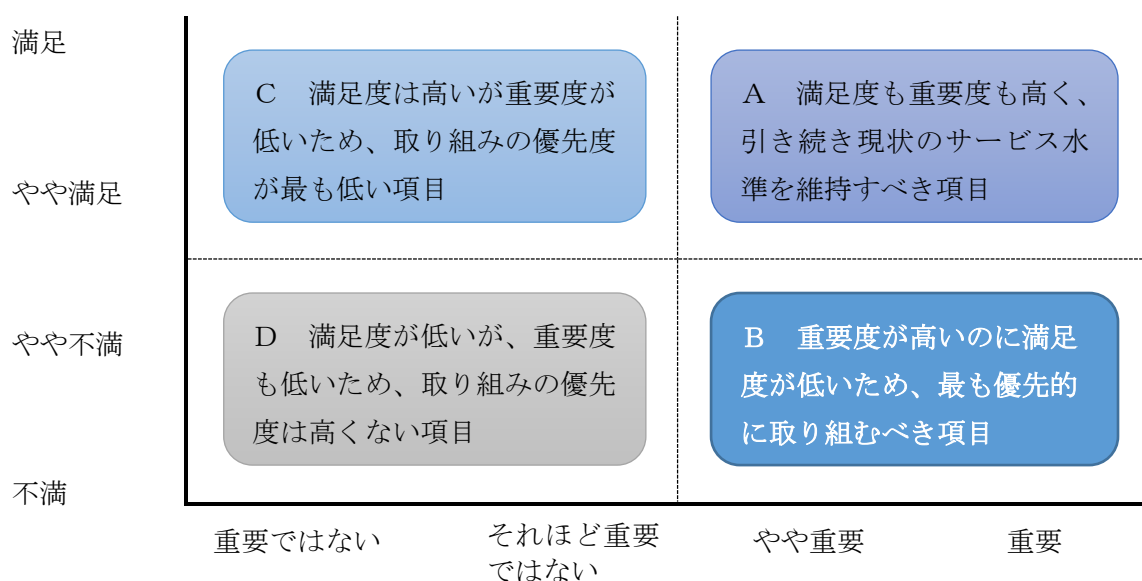 満足
C　満足度は高いが重要度が
低いため、取り組みの優先度
が最も低い項目
A　満足度も重要度も高く、
引き続き現状のサービス水
準を維持すべき項目
やや満足
やや不満
D　満足度が低いが、重要度
も低いため、取り組みの優先
度は高くない項目
B　重要度が高いのに満足
度が低いため、最も優先的
に取り組むべき項目
不満
重要ではない
それほど重要
ではない
やや重要
重要